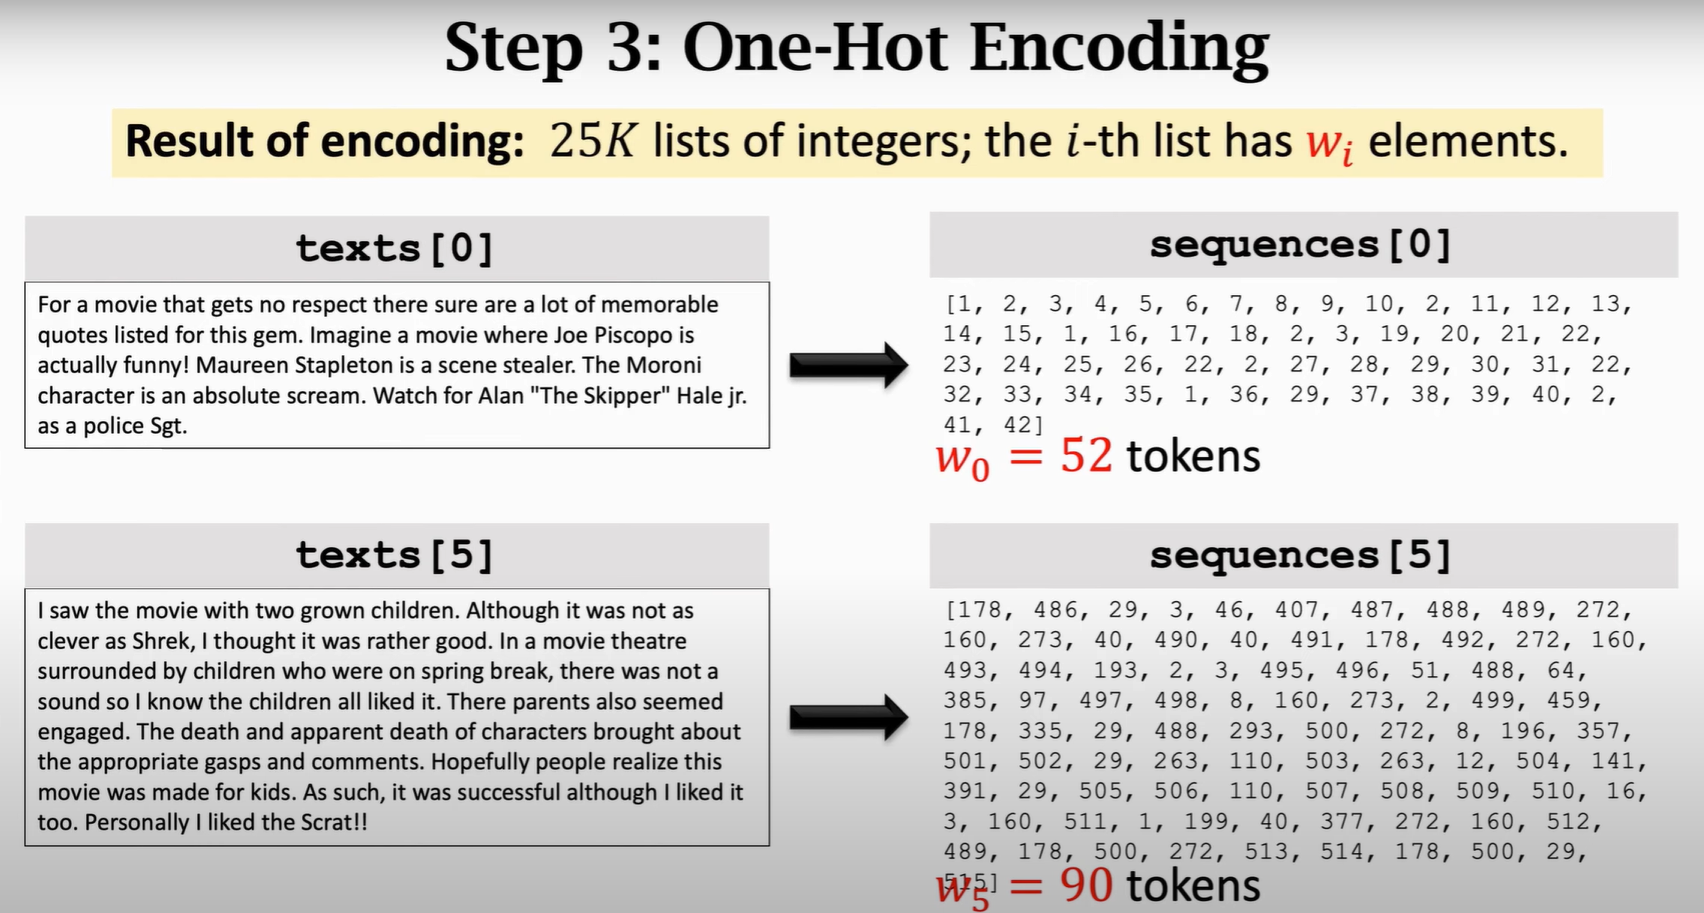 Step 3: One-Hot Encoding
Result of encoding: 25K lists of integers; the i-th list has wᵢ elements.
texts[0]
For a movie that gets no respect there sure are a lot of memorable
quotes listed for this gem. Imagine a movie where Joe Piscopo is
actually funny! Maureen Stapleton is a scene stealer. The Moroni
character is an absolute scream. Watch for Alan "The Skipper" Hale jr.
as a police Sgt.
sequences[0]
[1, 2, 3, 4, 5, 6, 7, 8, 9, 10, 2, 11, 12, 13,
14, 15, 1, 16, 17, 18, 2, 3, 19, 20, 21, 22,
23, 24, 25, 26, 22, 2, 27, 28, 29, 30, 31, 22,
32, 33, 34, 35, 1, 36, 29, 37, 38, 39, 40, 2,
41, 42]
w₀ = 52 tokens
texts[5]
I saw the movie with two grown children. Although it was not as
clever as Shrek, I thought it was rather good. In a movie theatre
surrounded by children who were on spring break, there was not a
sound so I know the children all liked it. There parents also seemed
engaged. The death and apparent death of characters brought about
the appropriate gasps and comments. Hopefully people realize this
movie was made for kids. As such, it was successful although I liked it
too. Personally I liked the Scrat!!
sequences[5]
[178, 486, 29, 3, 46, 407, 487, 488, 489, 272,
160, 273, 40, 490, 40, 491, 178, 492, 272, 160,
493, 494, 193, 2, 3, 495, 496, 51, 488, 64,
385, 97, 497, 498, 8, 160, 273, 2, 499, 459,
178, 335, 29, 488, 293, 500, 272, 8, 196, 357,
501, 502, 29, 263, 110, 503, 263, 12, 504, 141,
391, 29, 505, 506, 110, 507, 508, 509, 510, 16,
3, 160, 511, 1, 199, 40, 377, 272, 160, 512,
489, 178, 500, 272, 513, 514, 178, 500, 29,
515]
w₅ = 90 tokens